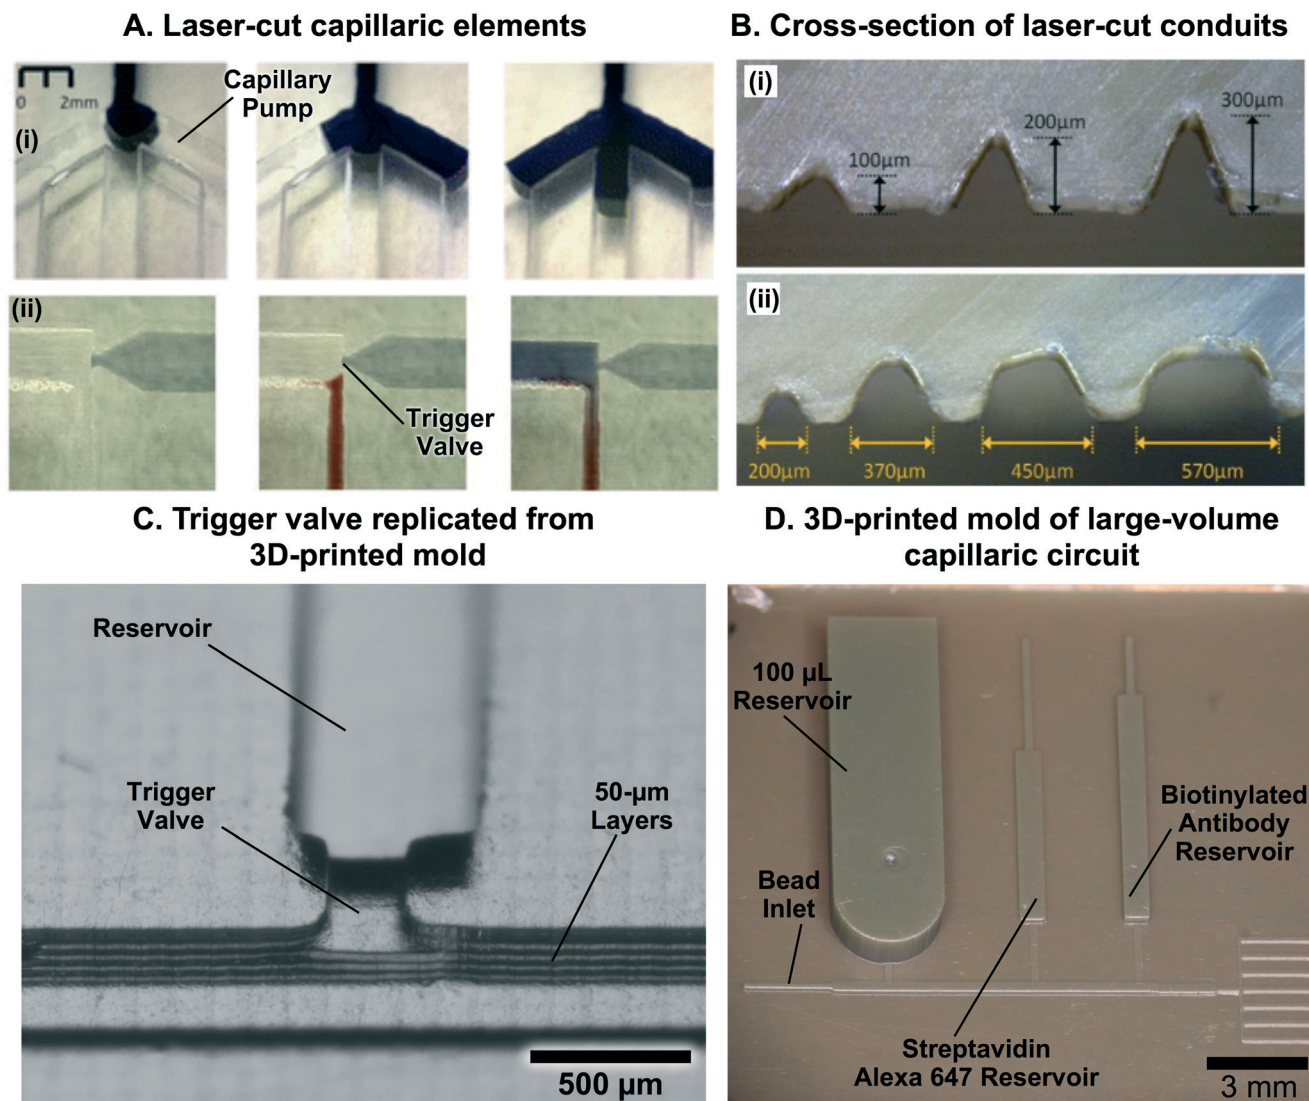 A. Laser-cut capillaric elements
0 2mm
Capillary
Pump
(i)
(ii)
Trigger
Valve
B. Cross-section of laser-cut conduits
(i)
100µm
200µm
300µm
(ii)
200µm
370µm
450µm
570µm
C. Trigger valve replicated from
3D-printed mold
Reservoir
Trigger
Valve
50-µm
Layers
500 µm
D. 3D-printed mold of large-volume
capillaric circuit
100 µL
Reservoir
Biotinylated
Antibody
Reservoir
Bead
Inlet
Streptavidin
Alexa 647 Reservoir
3 mm